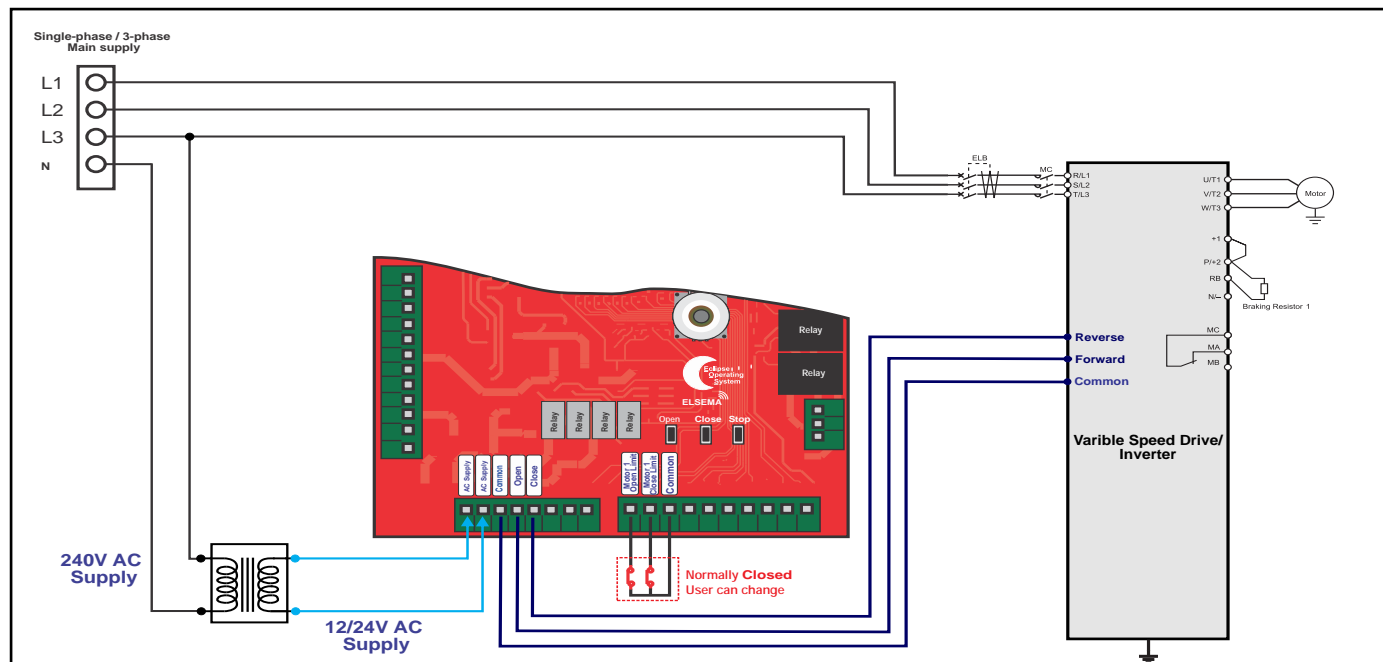 Single-phase / 3-phase
Main supply
L1
L2
L3
N
ELB
MC
R/L1
S/L2
T/L3
U/T1
V/T2
W/T3
Motor
+1
P/+2
RB
N/–
Braking Resistor 1
MC
MA
MB
Reverse
Forward
Common
Varible Speed Drive/
Inverter
Relay
Relay
Eclipse
Operating
System
ELSEMA
Open
Close
Stop
Relay
Relay
Relay
Relay
AC Supply
AC Supply
Common
Open
Close
Motor 1
Open Limit
Motor 1
Close Limit
Common
240V AC
Supply
12/24V AC
Supply
Normally Closed
User can change